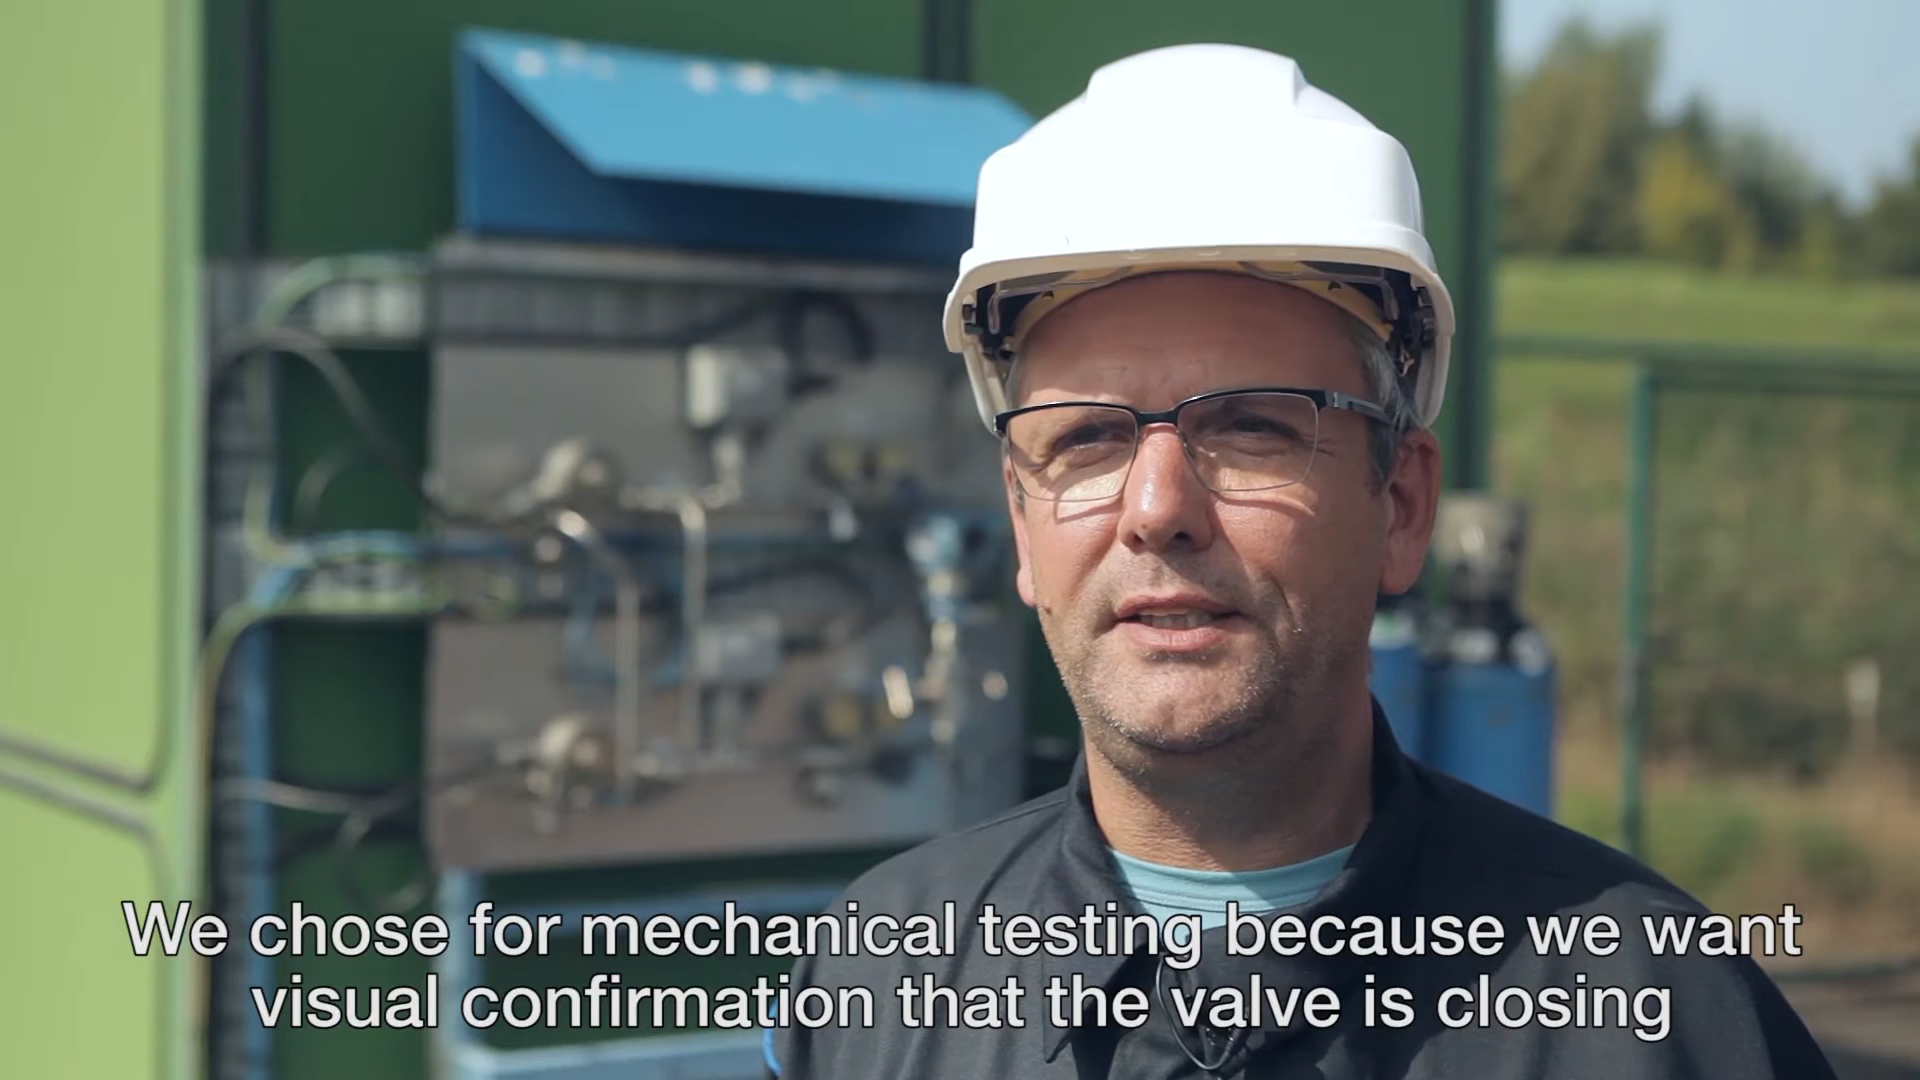 We chose for mechanical testing because we want
visual confirmation that the valve is closing